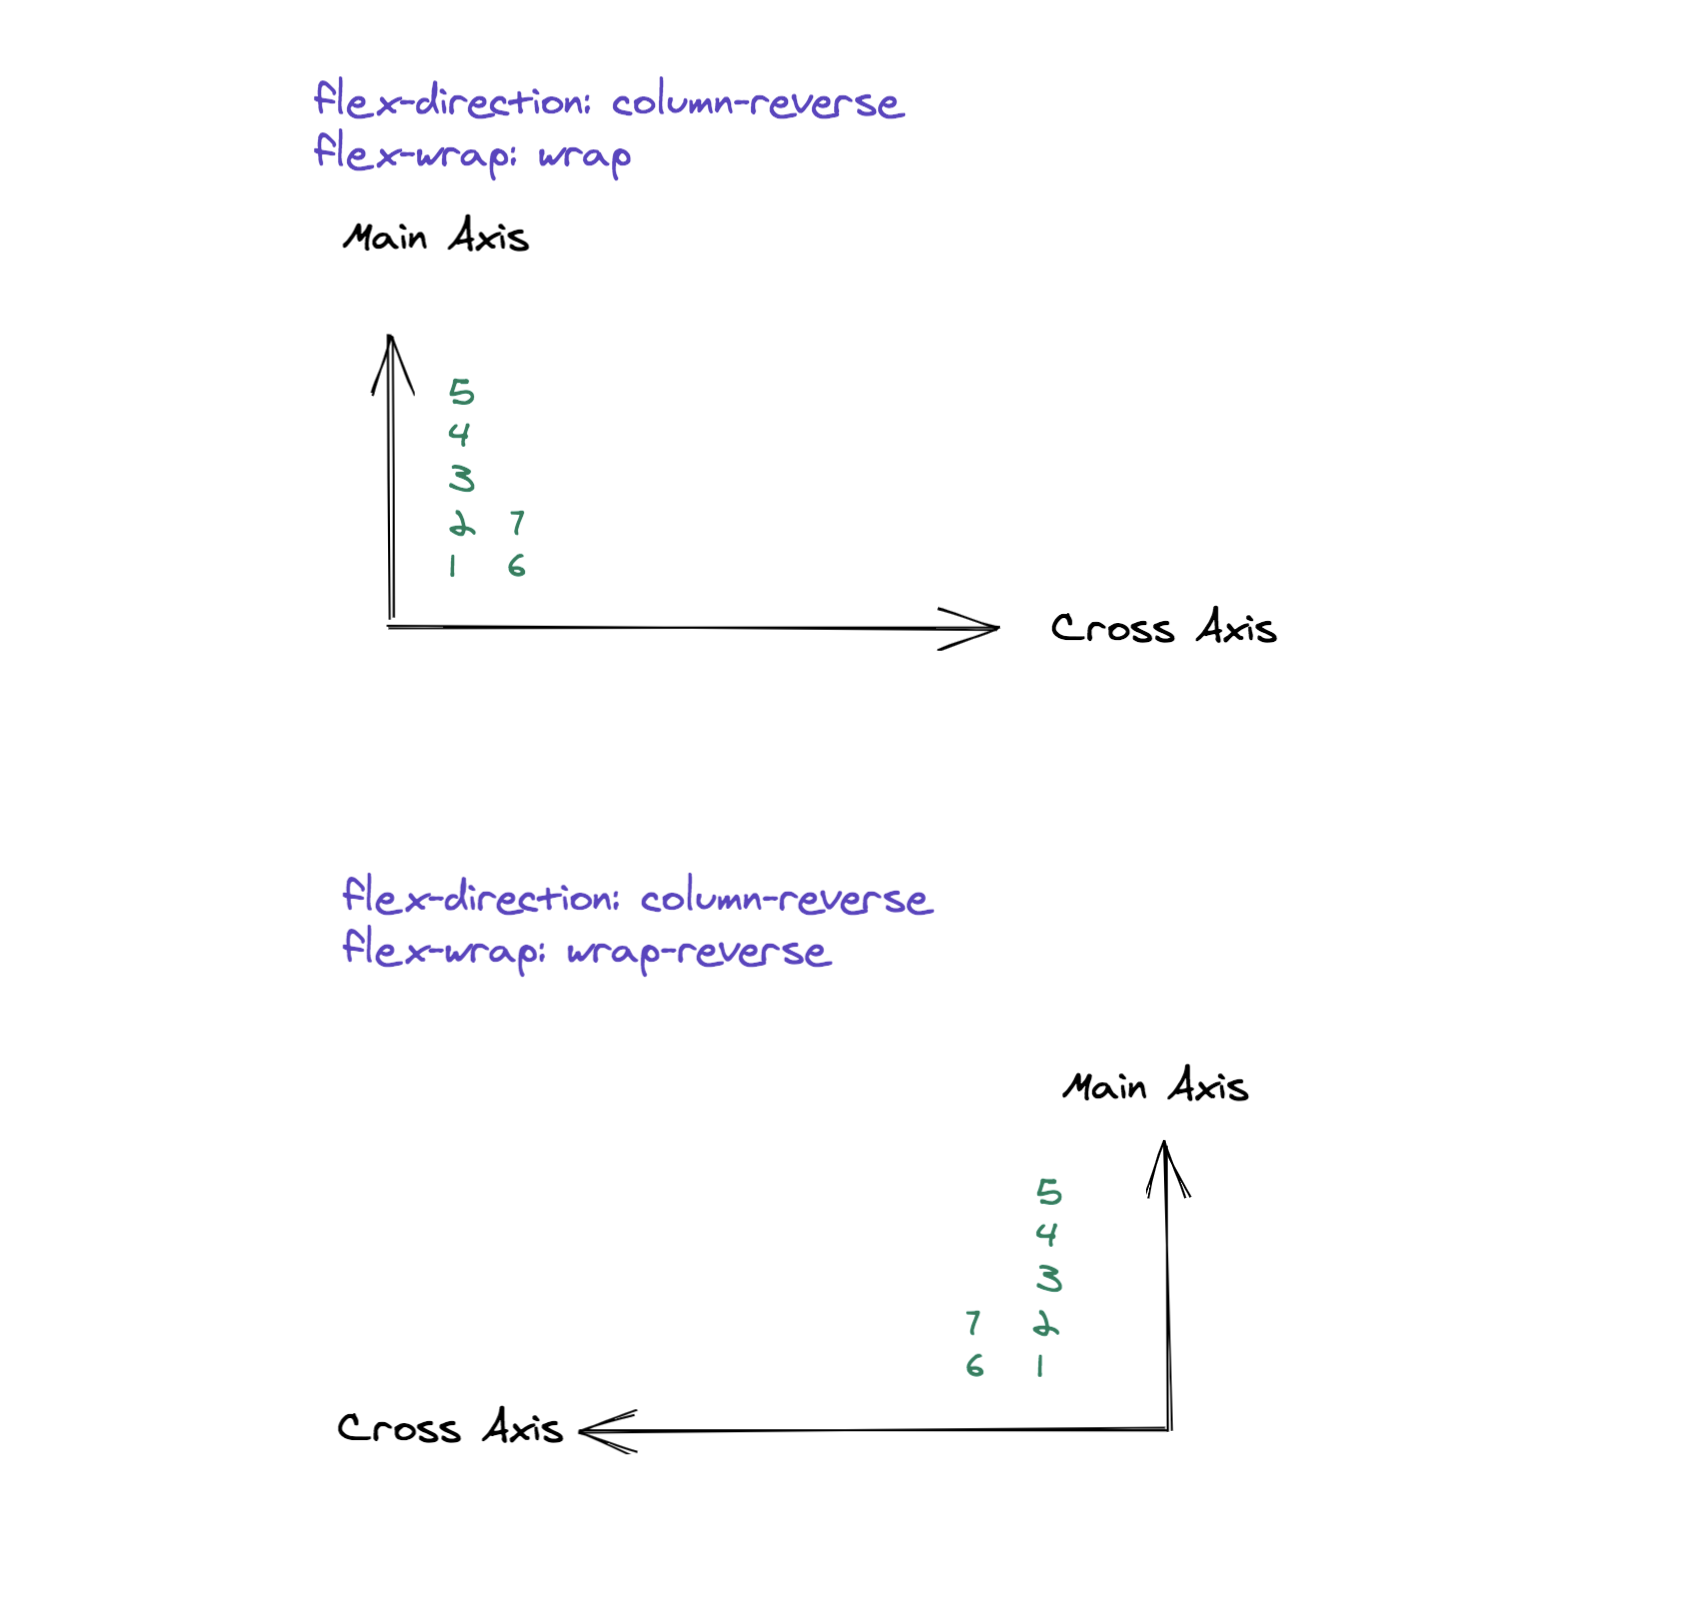 flex-direction: column-reverse
flex-wrap: wrap
Main Axis
5
4
3
2 7
1 6
Cross Axis
flex-direction: column-reverse
flex-wrap: wrap-reverse
Main Axis
5
4
3
7 2
6 1
Cross Axis